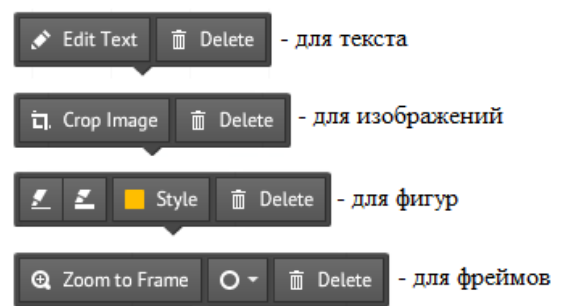 Edit Text Delete - для текста
Crop Image Delete - для изображений
Style Delete - для фигур
Zoom to Frame Delete - для фреймов